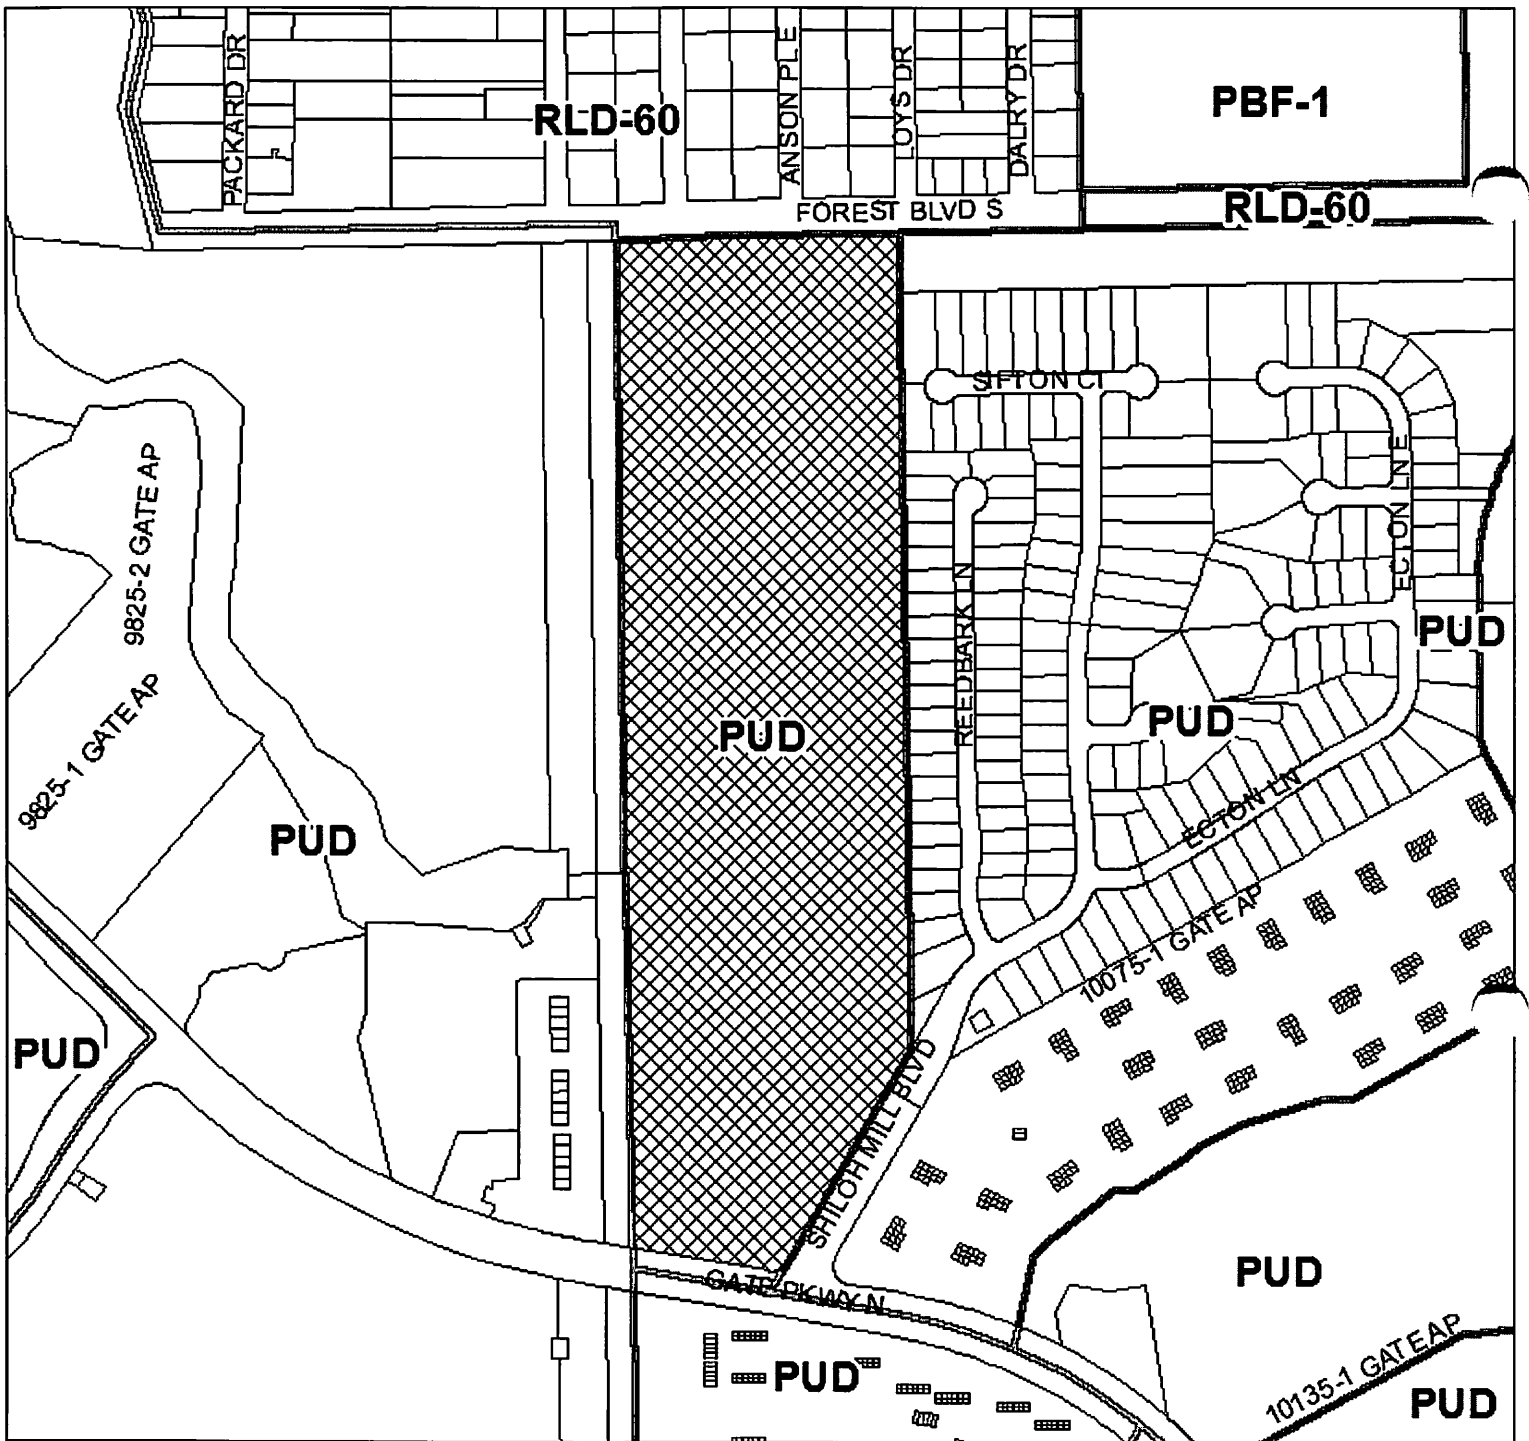 PACKARD DR
RLD-60
ANSON PLE
LOYS DR
DALRY DR
PBF-1
FOREST BLVD S
RLD-60
SIFTON CT
9825-2 GATE AP
ECTON LN E
REEDBARK LN
PUD
9825-1 GATE AP
PUD
PUD
PUD
ECTON LN
10075-1 GATE AP
PUD
SHILOH MILL BLVD
GATE PKWY N
PUD
PUD
10135-1 GATE AP
PUD